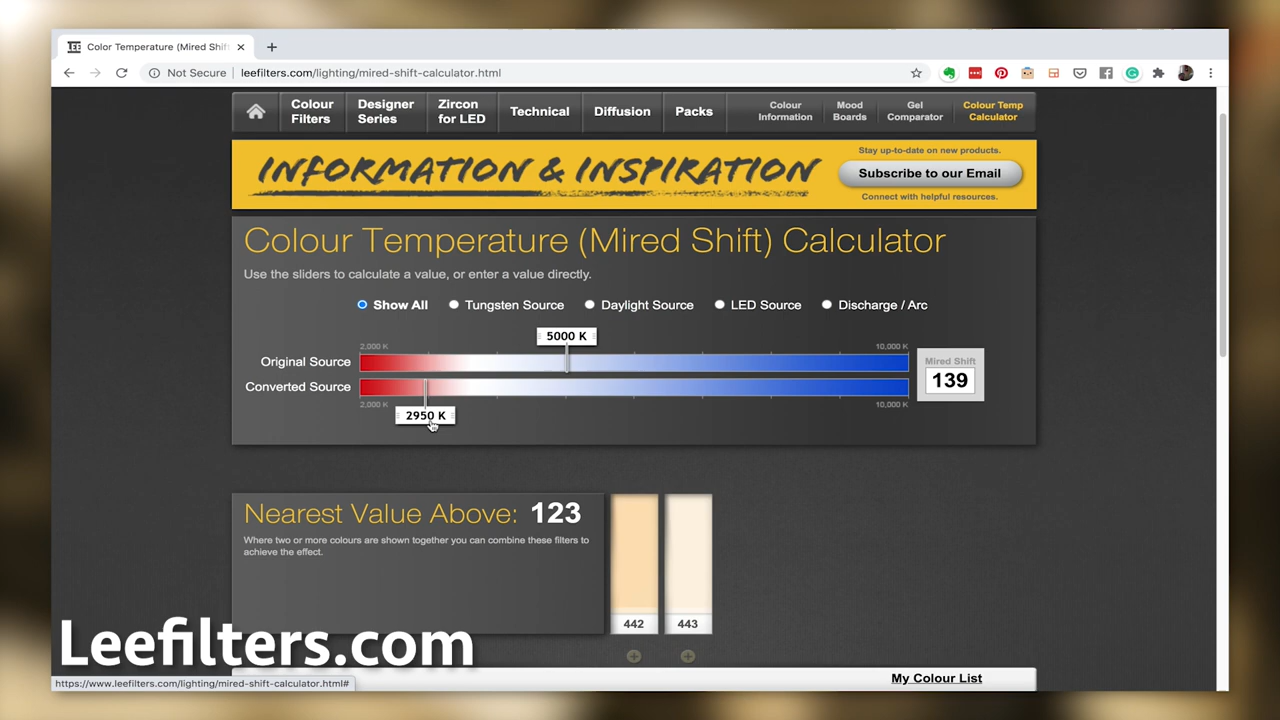 LEE Color Temperature (Mired Shift
Not Secure leefilters.com/lighting/mired-shift-calculator.html
Colour Filters
Designer Series
Zircon for LED
Technical
Diffusion
Packs
Colour Information
Mood Boards
Gel Comparator
Colour Temp Calculator
INFORMATION & INSPIRATION
Stay up-to-date on new products.
Subscribe to our Email
Connect with helpful resources.
Colour Temperature (Mired Shift) Calculator
Use the sliders to calculate a value, or enter a value directly.
Show All Tungsten Source Daylight Source LED Source Discharge / Arc
5000 K
2,000 K 10,000 K
Original Source
Converted Source
2,000 K 10,000 K
2950 K
Mired Shift
139
Nearest Value Above: 123
Where two or more colours are shown together you can combine these filters to
achieve the effect.
442 443
Leefilters.com
My Colour List
https://www.leefilters.com/lighting/mired-shift-calculator.html#